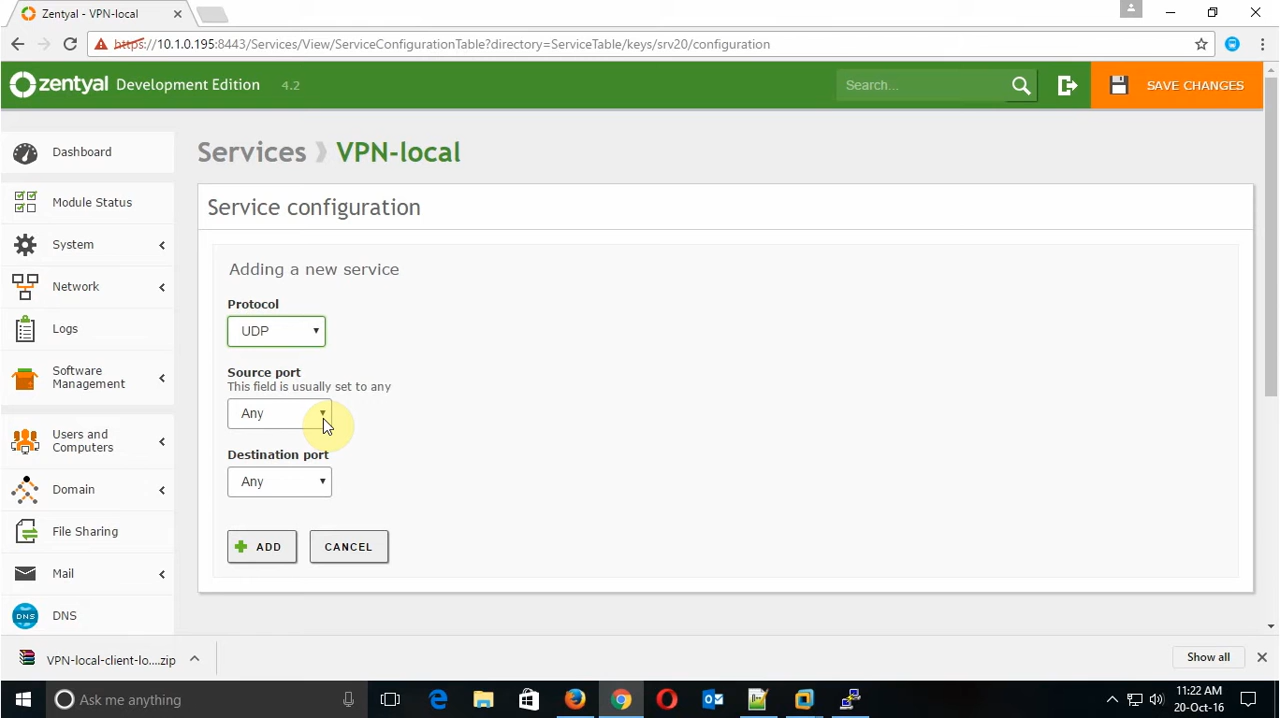 Zentyal - VPN-local
https://10.1.0.195:8443/Services/View/ServiceConfigurationTable?directory=ServiceTable/keys/srv20/configuration
zentyal Development Edition 4.2
Search...
SAVE CHANGES
Dashboard
Module Status
System
Network
Logs
Software
Management
Users and
Computers
Domain
File Sharing
Mail
DNS
DNS
Services VPN-local
Service configuration
Adding a new service
Protocol
UDP
Source port
This field is usually set to any
Any
Destination port
Any
ADD
CANCEL
VPN-local-client-lo....zip
Show all
Ask me anything
11:22 AM
20-Oct-16